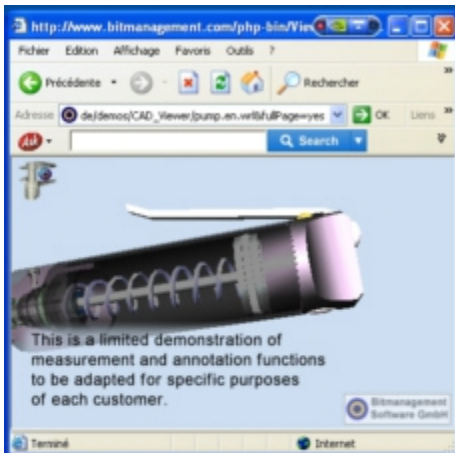 http://www.bitmanagement.com/php-bin/Vie
Fichier Edition Affichage Favoris Outils ?
Précédente Rechercher
Adresse de/demos/CAD_Viewer/pump.en.wrl&fullPage=yes OK Liens
Ask Search
This is a limited demonstration of
measurement and annotation functions
to be adapted for specific purposes
of each customer.
Bitmanagement
Software GmbH
Terminé Internet